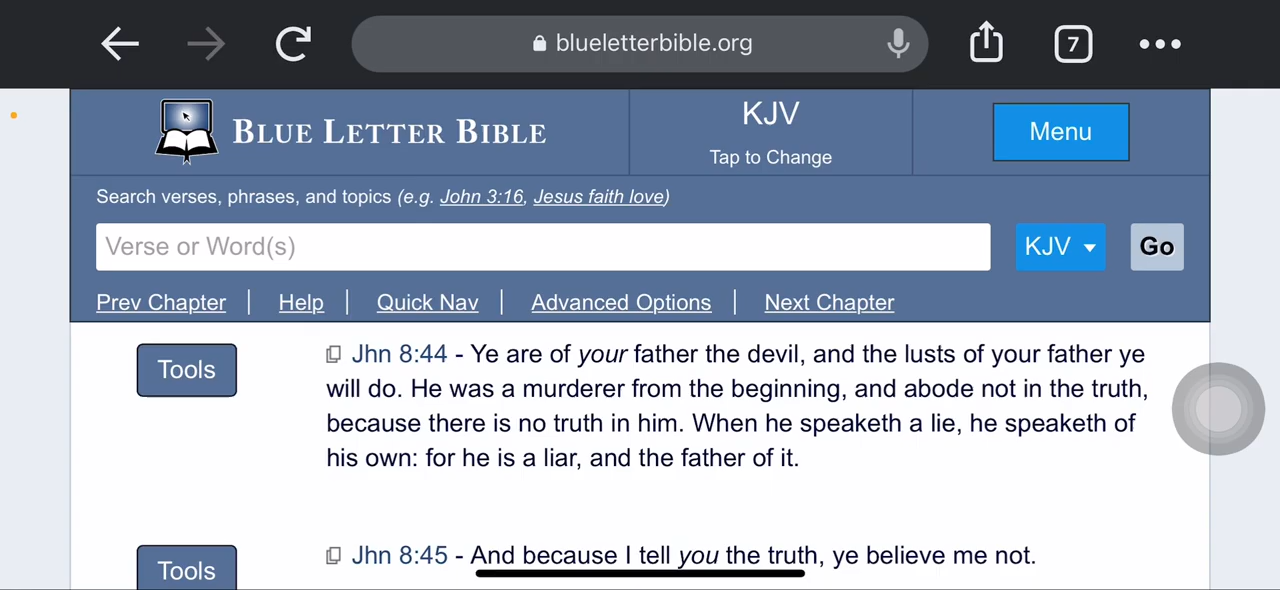 blueletterbible.org
7
BLUE LETTER BIBLE
KJV
Tap to Change
Menu
Search verses, phrases, and topics (e.g. John 3:16, Jesus faith love)
Verse or Word(s)
KJV
Go
Prev Chapter | Help | Quick Nav | Advanced Options | Next Chapter
Tools
Jhn 8:44 - Ye are of your father the devil, and the lusts of your father ye
will do. He was a murderer from the beginning, and abode not in the truth,
because there is no truth in him. When he speaketh a lie, he speaketh of
his own: for he is a liar, and the father of it.
Tools
Jhn 8:45 - And because I tell you the truth, ye believe me not.